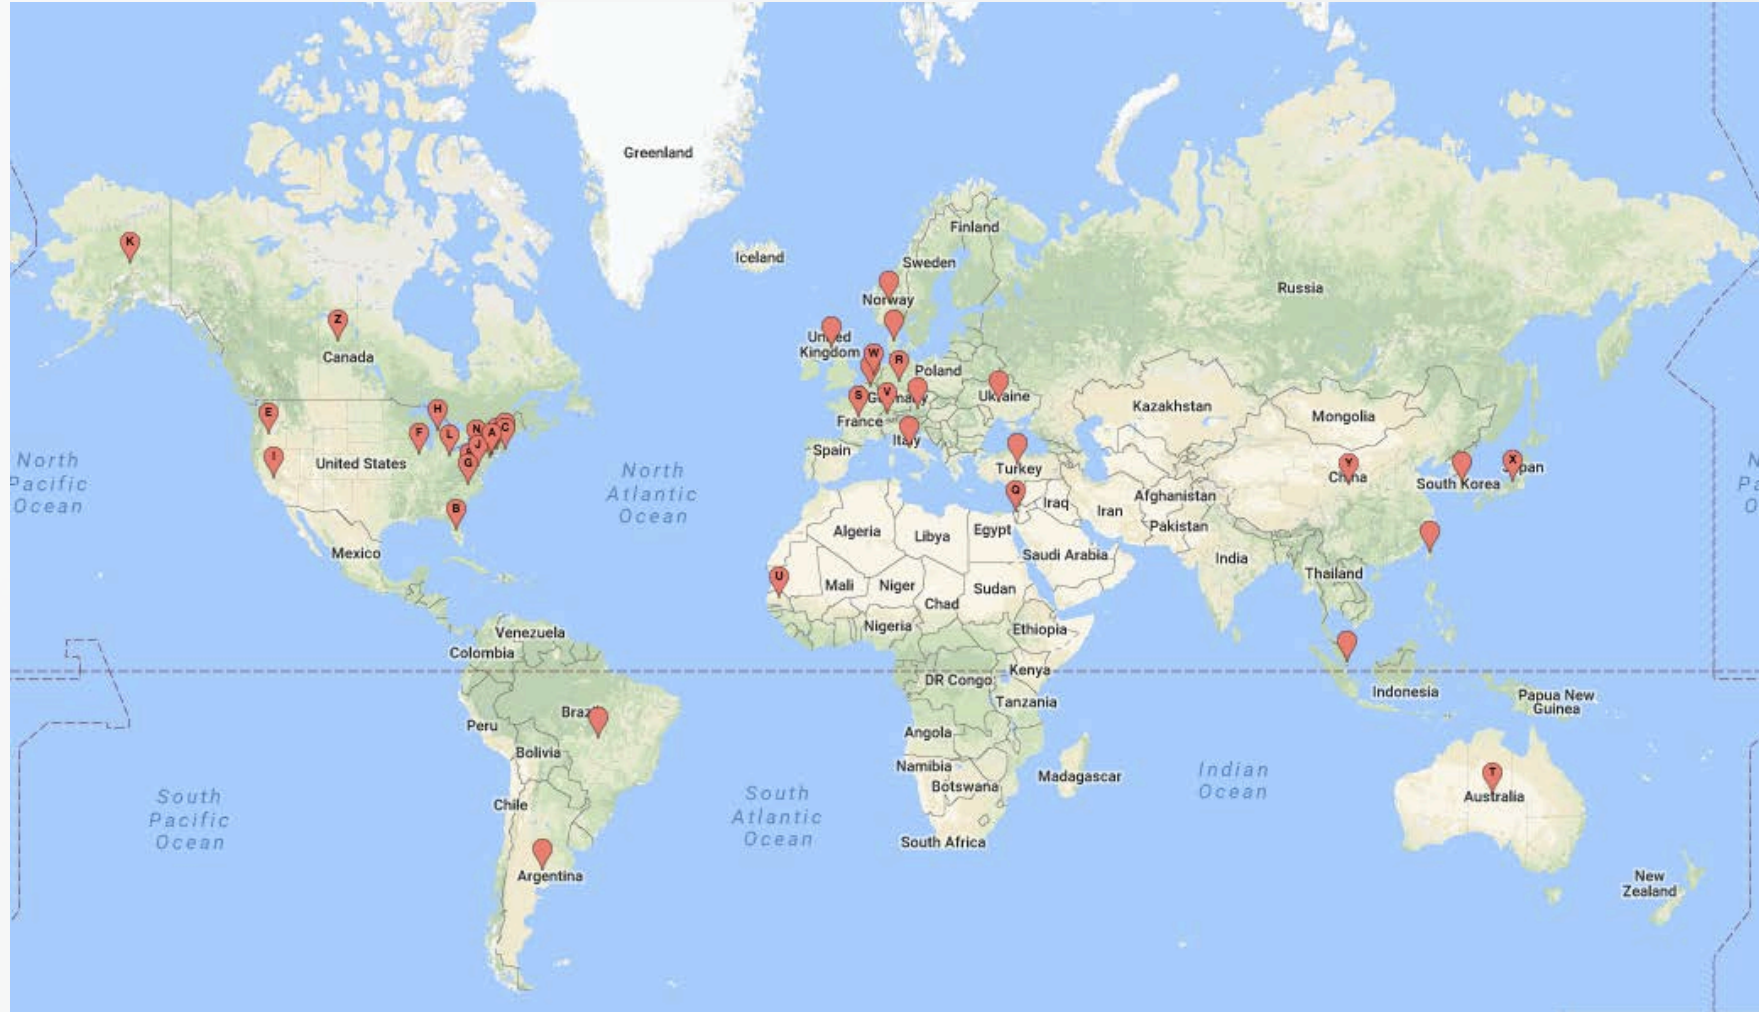 Greenland
Finland
Iceland
Sweden
Russia
Norway
United
Kingdom
Canada
Poland
Germany
Ukraine
Kazakhstan
Mongolia
France
Italy
Spain
United States
Turkey
China
South Korea
Japan
North
Pacific
Ocean
North
Atlantic
Ocean
Iraq
Iran
Afghanistan
Pakistan
Algeria
Libya
Egypt
Saudi Arabia
India
Thailand
Mexico
Mali
Niger
Sudan
Chad
Nigeria
Ethiopia
Venezuela
Colombia
DR Congo
Kenya
Tanzania
Indonesia
Papua New
Guinea
Brazil
Peru
Bolivia
Angola
Namibia
Botswana
Madagascar
Chile
South
Pacific
Ocean
South
Atlantic
Ocean
Indian
Ocean
Australia
South Africa
Argentina
New
Zealand
K
Z
E
I
H
F
L
N
J
A
C
G
B
W
R
S
V
Q
U
Y
X
T